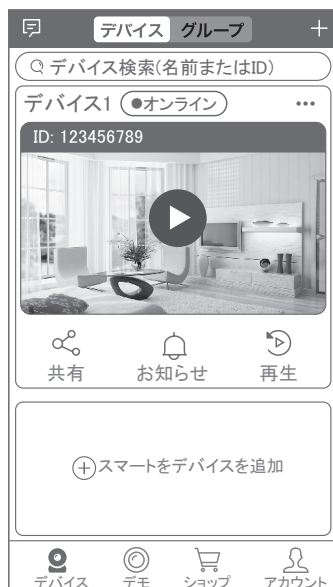 デバイス グループ
デバイス検索(名前またはID)
デバイス1 ●オンライン
ID: 123456789
共有 お知らせ 再生
スマートをデバイスを追加
デバイス デモ ショップ アカウント